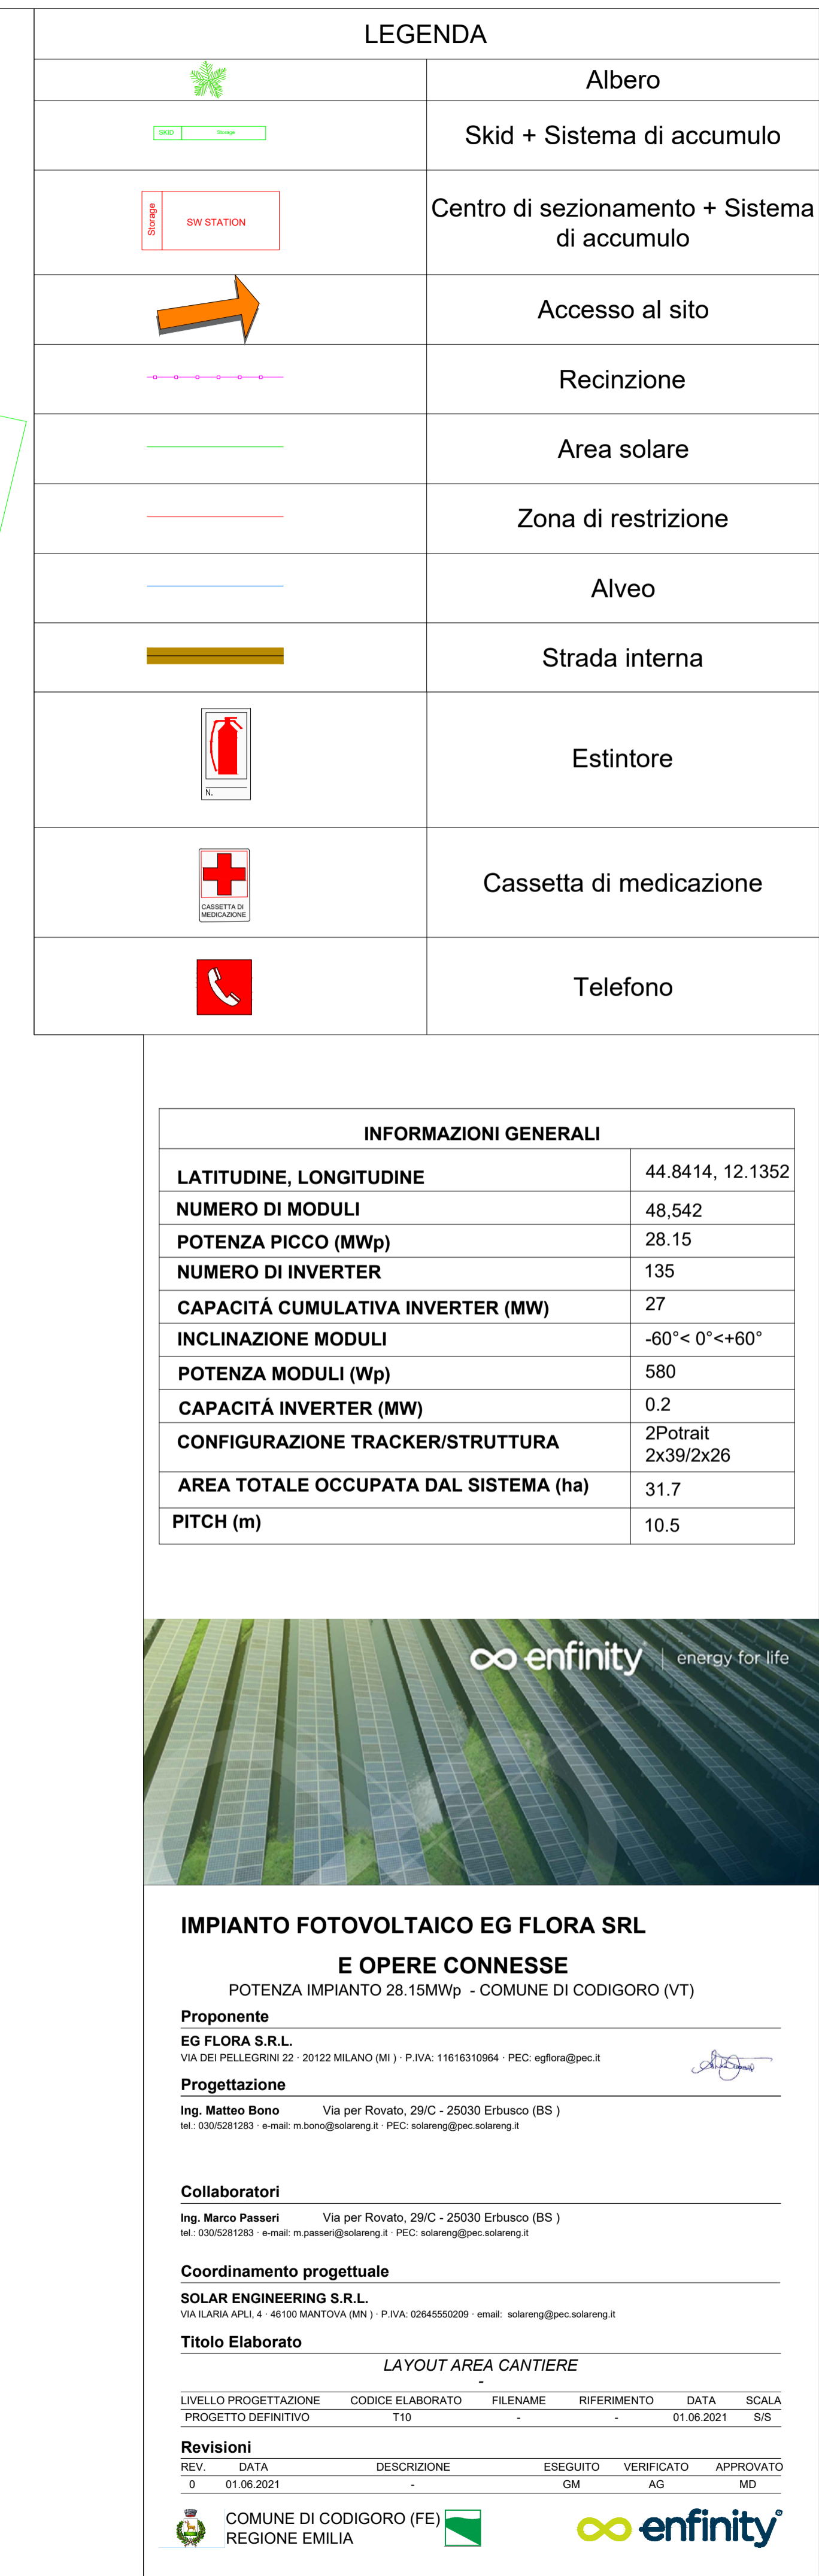 LEGENDA
Albero
SKID Storage
Skid + Sistema di accumulo
Storage
SW STATION
Centro di sezionamento + Sistema
di accumulo
Accesso al sito
Recinzione
Area solare
Zona di restrizione
Alveo
Strada interna
N.
Estintore
CASSETTA DI
MEDICAZIONE
Cassetta di medicazione
Telefono
INFORMAZIONI GENERALI
LATITUDINE, LONGITUDINE 44.8414, 12.1352
NUMERO DI MODULI 48,542
POTENZA PICCO (MWp) 28.15
NUMERO DI INVERTER 135
CAPACITÁ CUMULATIVA INVERTER (MW) 27
INCLINAZIONE MODULI -60°< 0°<+60°
POTENZA MODULI (Wp) 580
CAPACITÁ INVERTER (MW) 0.2
CONFIGURAZIONE TRACKER/STRUTTURA 2Potrait
2x39/2x26
AREA TOTALE OCCUPATA DAL SISTEMA (ha) 31.7
PITCH (m) 10.5
enfinity | energy for life
IMPIANTO FOTOVOLTAICO EG FLORA SRL
E OPERE CONNESSE
POTENZA IMPIANTO 28.15MWp - COMUNE DI CODIGORO (VT)
Proponente
EG FLORA S.R.L.
VIA DEI PELLEGRINI 22 · 20122 MILANO (MI ) · P.IVA: 11616310964 · PEC: egflora@pec.it
Progettazione
Ing. Matteo Bono Via per Rovato, 29/C - 25030 Erbusco (BS )
tel.: 030/5281283 · e-mail: m.bono@solareng.it · PEC: solareng@pec.solareng.it
Collaboratori
Ing. Marco Passeri Via per Rovato, 29/C - 25030 Erbusco (BS )
tel.: 030/5281283 · e-mail: m.passeri@solareng.it · PEC: solareng@pec.solareng.it
Coordinamento progettuale
SOLAR ENGINEERING S.R.L.
VIA ILARIA APLI, 4 · 46100 MANTOVA (MN ) · P.IVA: 02645550209 · email: solareng@pec.solareng.it
Titolo Elaborato
LAYOUT AREA CANTIERE
-
LIVELLO PROGETTAZIONE CODICE ELABORATO FILENAME RIFERIMENTO DATA SCALA
PROGETTO DEFINITIVO T10 - - 01.06.2021 S/S
Revisioni
REV. DATA DESCRIZIONE ESEGUITO VERIFICATO APPROVATO
0 01.06.2021 - GM AG MD
COMUNE DI CODIGORO (FE)
REGIONE EMILIA
enfinity